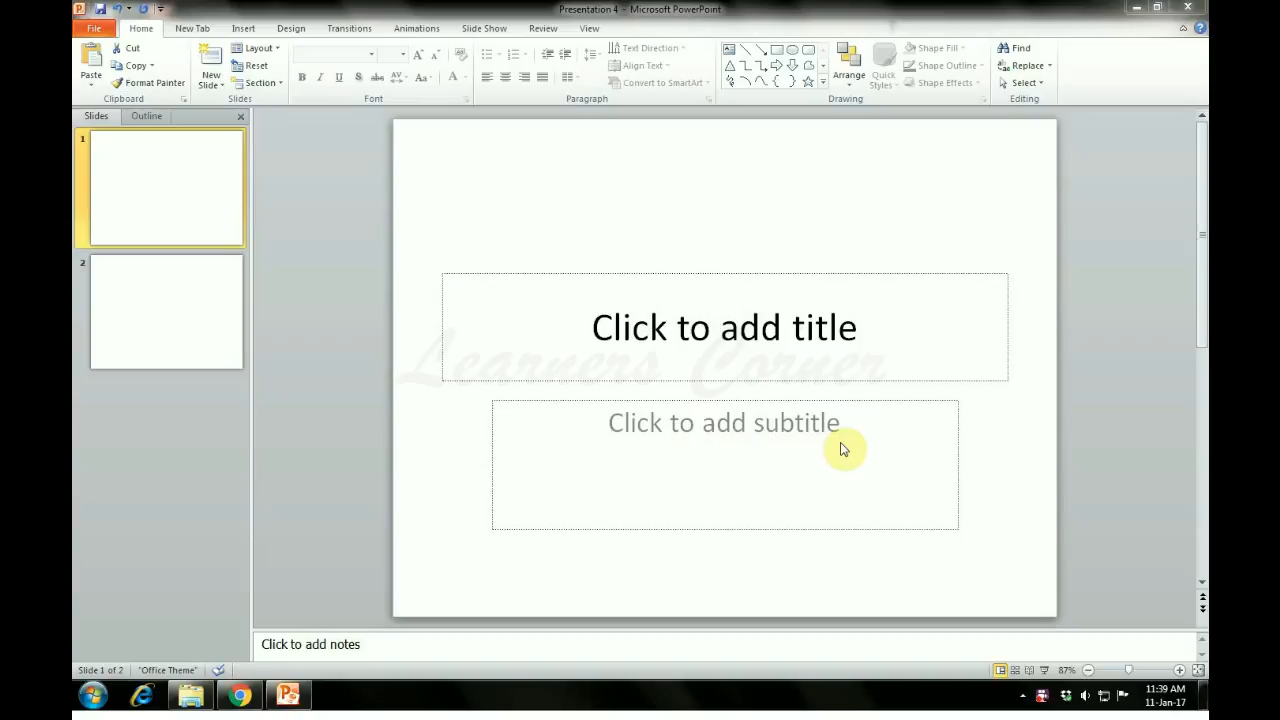 Presentation 4 - Microsoft PowerPoint
File Home New Tab Insert Design Transitions Animations Slide Show Review View
Paste
Cut
Copy
Format Painter
Clipboard
New
Slide
Layout
Reset
Section
Slides
Font
Text Direction
Align Text
Convert to SmartArt
Paragraph
Arrange
Quick
Styles
Shape Fill
Shape Outline
Shape Effects
Drawing
Find
Replace
Select
Editing
Slides Outline
1
2
Click to add title
Learners Corner
Click to add subtitle
Click to add notes
Slide 1 of 2 "Office Theme" 87%
11:39 AM
11-Jan-17